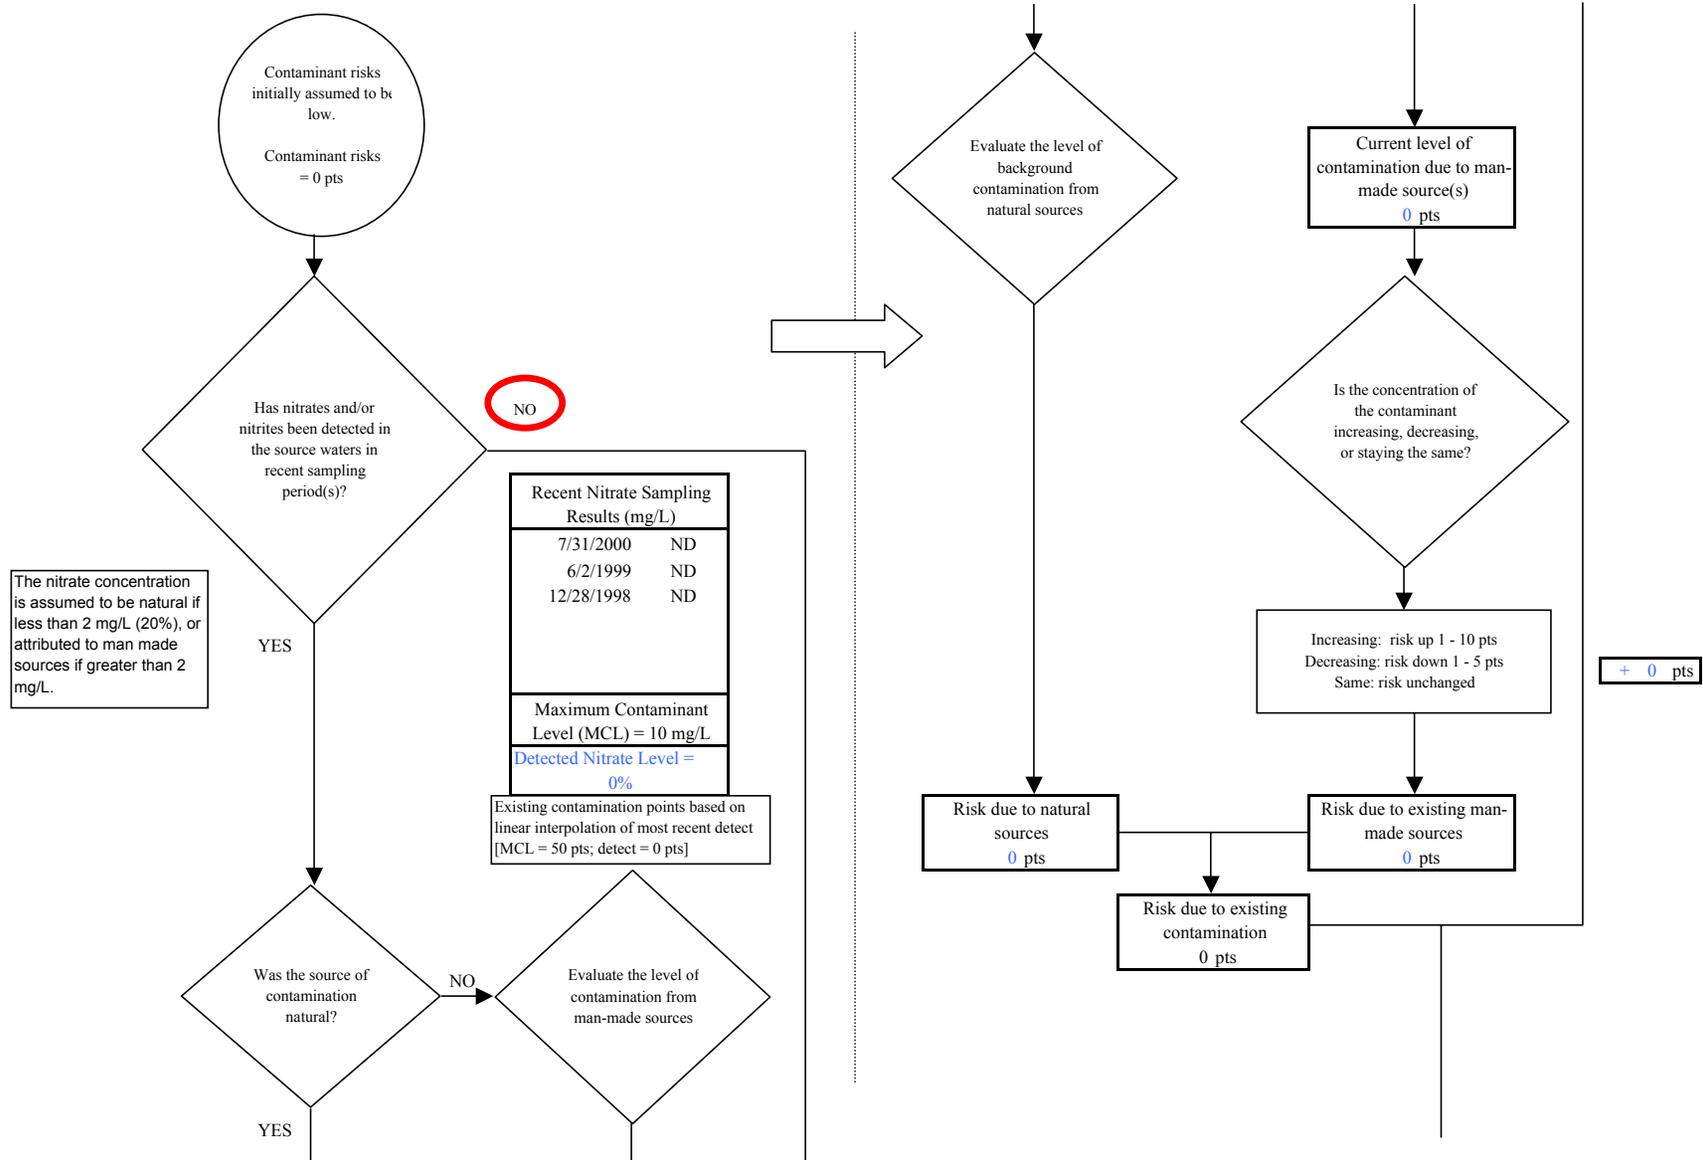 Contaminant risks
initially assumed to be
low.
Contaminant risks
= 0 pts
Has nitrates and/or
nitrites been detected in
the source waters in
recent sampling
period(s)?
NO
Recent Nitrate Sampling
Results (mg/L)
7/31/2000 ND
6/2/1999 ND
12/28/1998 ND
Maximum Contaminant
Level (MCL) = 10 mg/L
Detected Nitrate Level =
0%
Existing contamination points based on
linear interpolation of most recent detect
[MCL = 50 pts; detect = 0 pts]
The nitrate concentration
is assumed to be natural if
less than 2 mg/L (20%), or
attributed to man made
sources if greater than 2
mg/L.
YES
Was the source of
contamination
natural?
NO
Evaluate the level of
contamination from
man-made sources
YES
Evaluate the level of
background
contamination from
natural sources
Current level of
contamination due to man-
made source(s)
0 pts
Is the concentration of
the contaminant
increasing, decreasing,
or staying the same?
Increasing: risk up 1 - 10 pts
Decreasing: risk down 1 - 5 pts
Same: risk unchanged
+ 0 pts
Risk due to natural
sources
0 pts
Risk due to existing man-
made sources
0 pts
Risk due to existing
contamination
0 pts